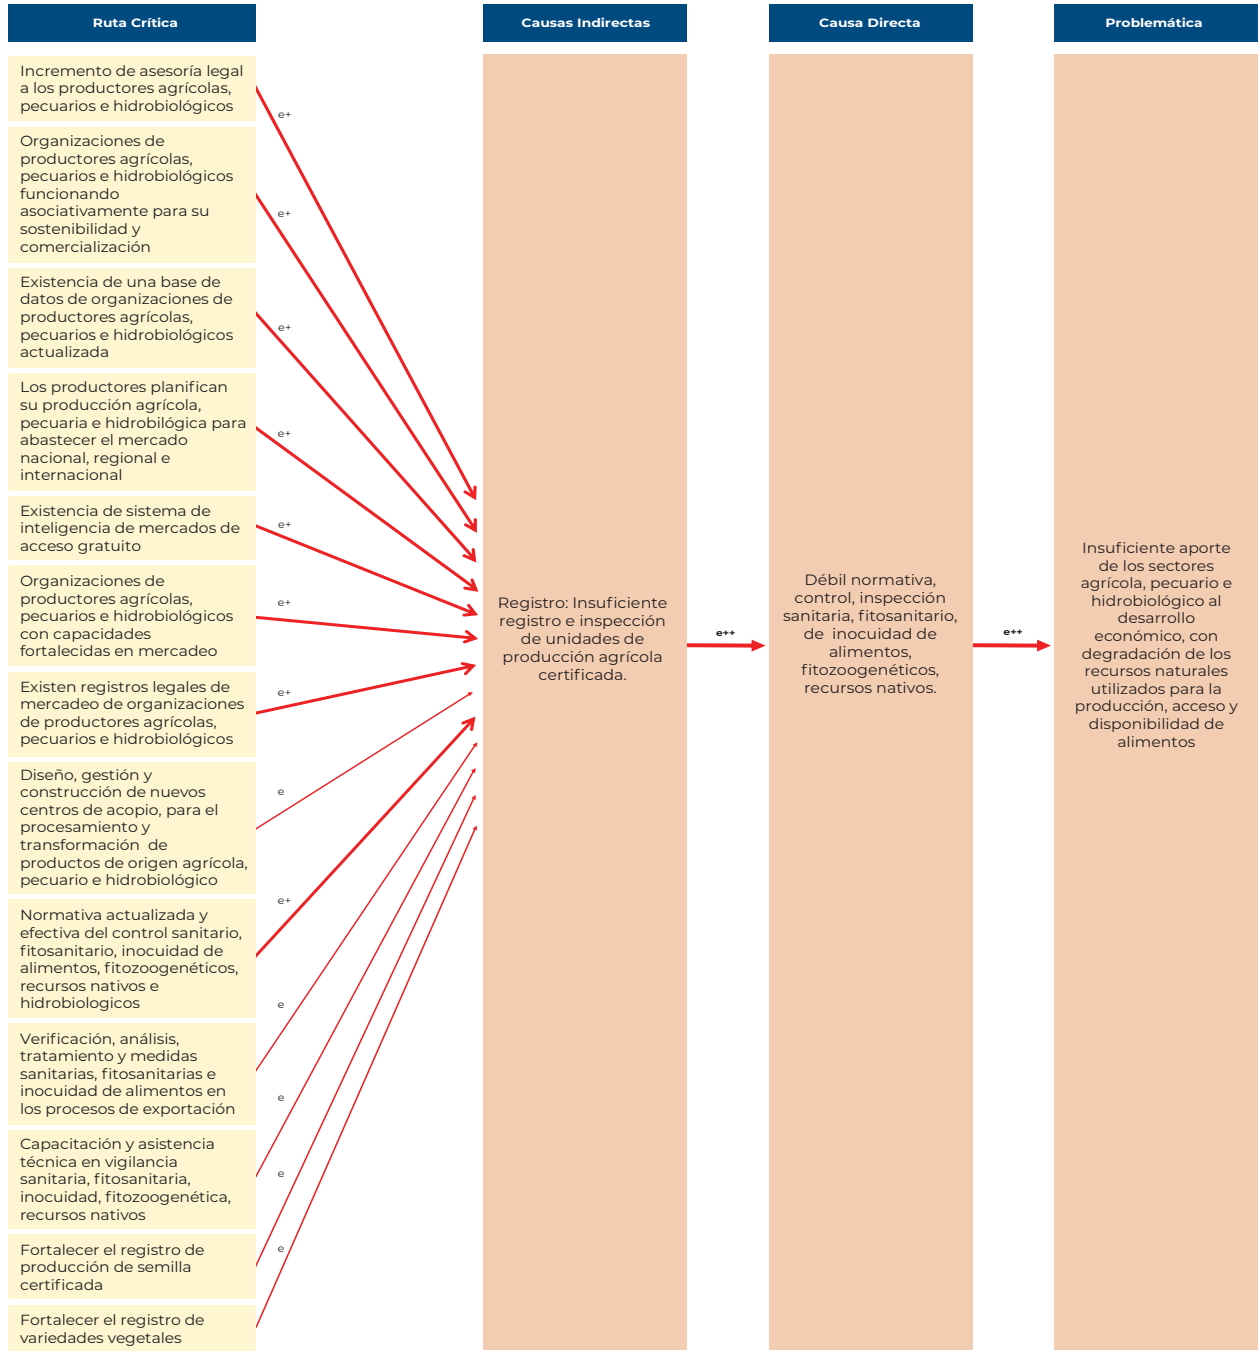 Ruta Crítica
Causas Indirectas
Causa Directa
Problemática
Incremento de asesoría legal
a los productores agrícolas,
pecuarios e hidrobiológicos
e+
Organizaciones de
productores agrícolas,
pecuarios e hidrobiológicos
funcionando
asociativamente para su
sostenibilidad y
comercialización
e+
Existencia de una base de
datos de organizaciones de
productores agrícolas,
pecuarios e hidrobiológicos
actualizada
e+
Los productores planifican
su producción agrícola,
pecuaria e hidrobilógica para
abastecer el mercado
nacional, regional e
internacional
e+
Existencia de sistema de
inteligencia de mercados de
acceso gratuito
e+
Organizaciones de
productores agrícolas,
pecuarios e hidrobiológicos
con capacidades
fortalecidas en mercadeo
e+
Existen registros legales de
mercadeo de organizaciones
de productores agrícolas,
pecuarios e hidrobiológicos
e+
Diseño, gestión y
construcción de nuevos
centros de acopio, para el
procesamiento y
transformación  de
productos de origen agrícola,
pecuario e hidrobiológico
e
Normativa actualizada y
efectiva del control sanitario,
fitosanitario, inocuidad de
alimentos, fitozoogenéticos,
recursos nativos e
hidrobiologicos
e+
Verificación, análisis,
tratamiento y medidas
sanitarias, fitosanitarias e
inocuidad de alimentos en
los procesos de exportación
e
Capacitación y asistencia
técnica en vigilancia
sanitaria, fitosanitaria,
inocuidad, fitozoogenética,
recursos nativos
e
Fortalecer el registro de
producción de semilla
certificada
e
Fortalecer el registro de
variedades vegetales
e
Registro: Insuficiente
registro e inspección
de unidades de
producción agrícola
certificada.
e++
Débil normativa,
control, inspección
sanitaria, fitosanitario,
de  inocuidad de
alimentos,
fitozoogenéticos,
recursos nativos.
e++
Insuficiente aporte
de los sectores
agrícola, pecuario e
hidrobiológico al
desarrollo
económico, con
degradación de los
recursos naturales
utilizados para la
producción, acceso y
disponibilidad de
alimentos